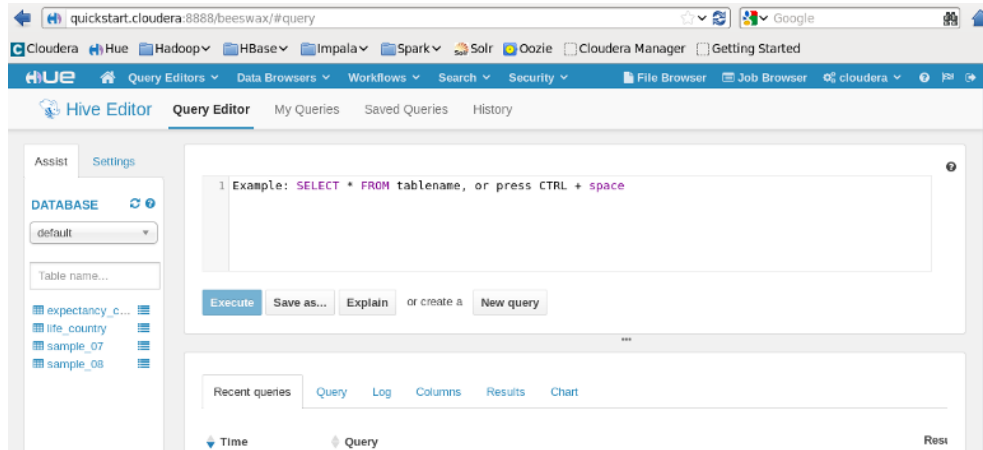 quickstart.cloudera:8888/beeswax/#query Google
Cloudera Hue Hadoop HBase Impala Spark Solr Oozie Cloudera Manager Getting Started
HUE Query Editors Data Browsers Workflows Search Security File Browser Job Browser cloudera
Hive Editor Query Editor My Queries Saved Queries History
Assist Settings
DATABASE
default
Table name...
expectancy_c...
life_country
sample_07
sample_08
1 Example: SELECT * FROM tablename, or press CTRL + space
Execute Save as... Explain or create a New query
Recent queries Query Log Columns Results Chart
Time Query Resu